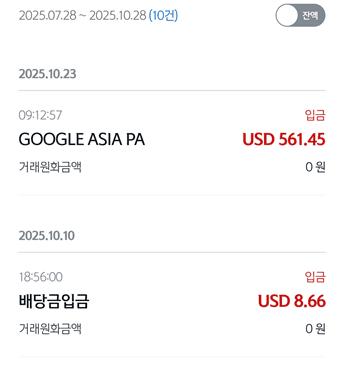 2025.07.28 ~ 2025.10.28 (10건) 잔액
2025.10.23
09:12:57 입금
GOOGLE ASIA PA USD 561.45
거래원화금액 0 원
2025.10.10
18:56:00 입금
배당금입금 USD 8.66
거래원화금액 0 원